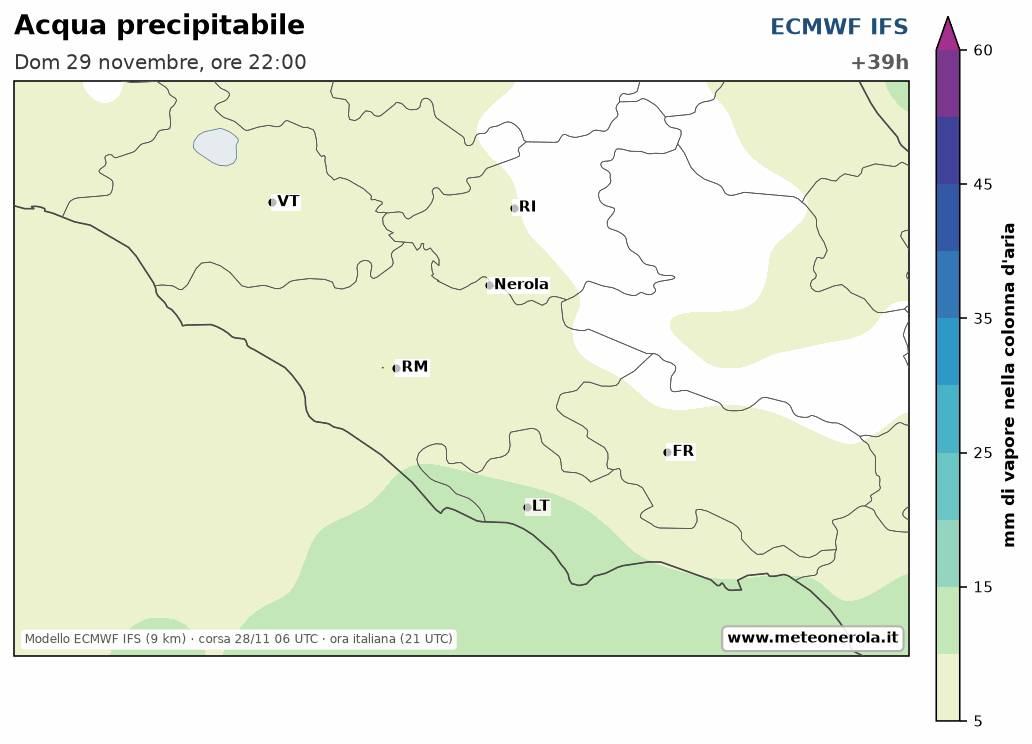 Acqua precipitabile
ECMWF IFS
Dom 29 novembre, ore 22:00
+39h
60
45
35
25
15
5
mm di vapore nella colonna d'aria
VT
RI
Nerola
RM
FR
LT
Modello ECMWF IFS (9 km) · corsa 28/11 06 UTC · ora italiana (21 UTC)
www.meteonerola.it